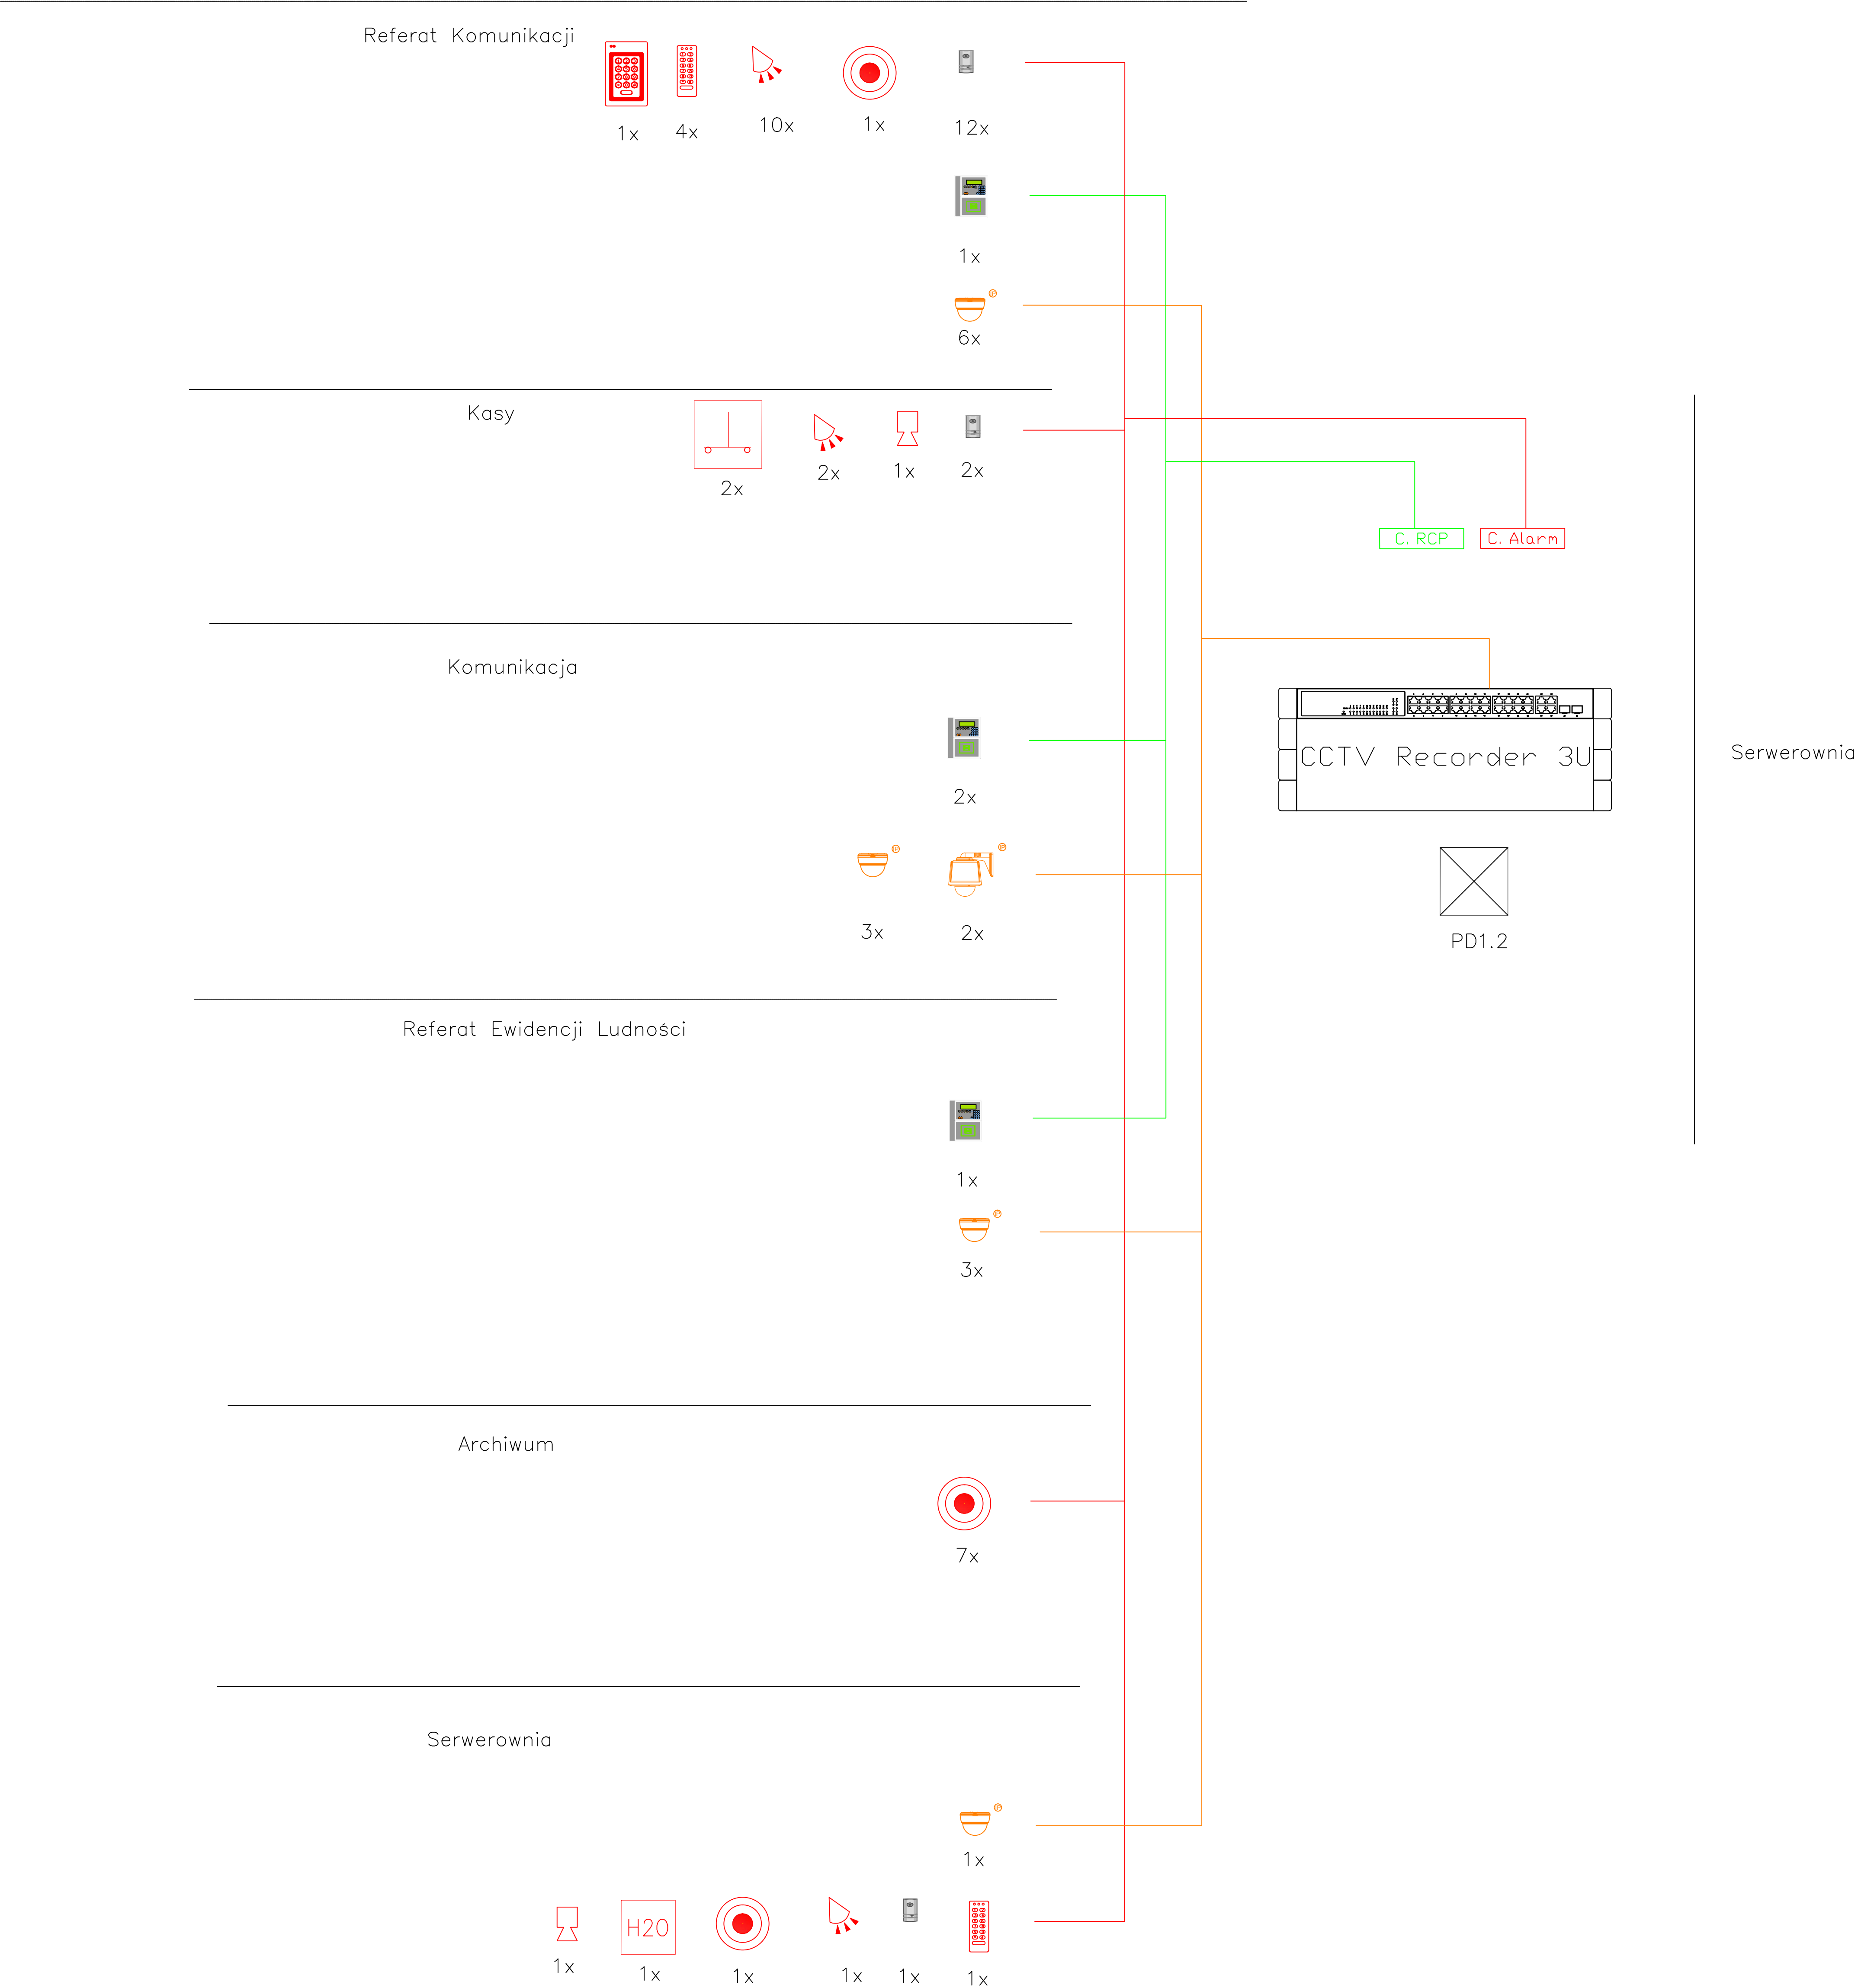 Referat Komunikacji
1x 4x 10x 1x 12x
1x
6x
Kasy
2x 2x 1x 2x
C. RCP C. Alarm
Komunikacja
2x
CCTV Recorder 3U
Serwerownia
3x 2x
PD1.2
Referat Ewidencji Ludności
1x
3x
Archiwum
7x
Serwerownia
1x
H2O
1x 1x 1x 1x 1x 1x